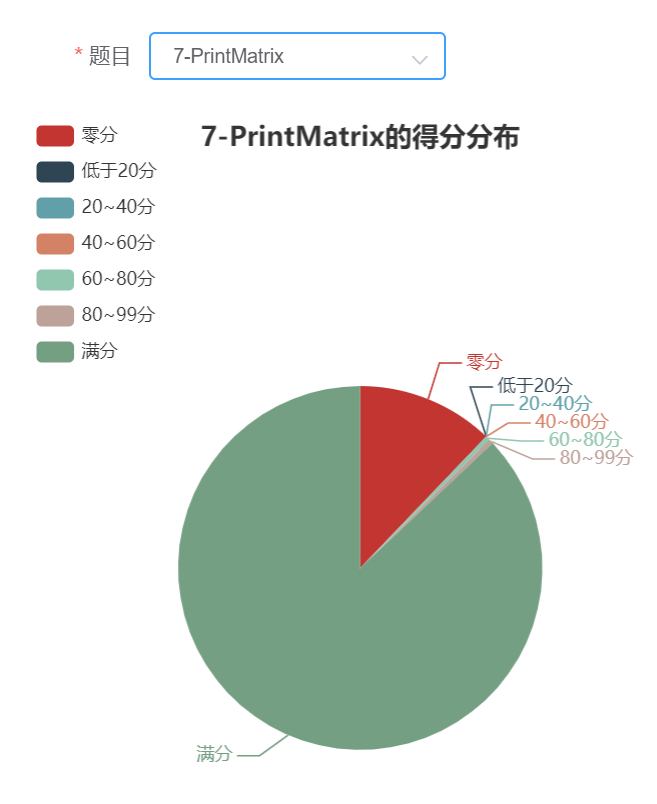 * 题目 7-PrintMatrix
7-PrintMatrix的得分分布
零分
低于20分
20~40分
40~60分
60~80分
80~99分
满分
零分
低于20分
20~40分
40~60分
60~80分
80~99分
满分